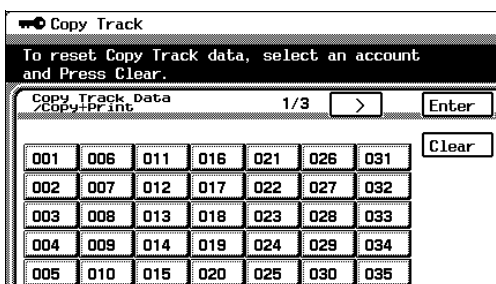 Copy Track
To reset Copy Track data, select an account
and Press Clear.
Copy Track Data
/Copy+Print
1/3 >
Enter
Clear
001 006 011 016 021 026 031
002 007 012 017 022 027 032
003 008 013 018 023 028 033
004 009 014 019 024 029 034
005 010 015 020 025 030 035